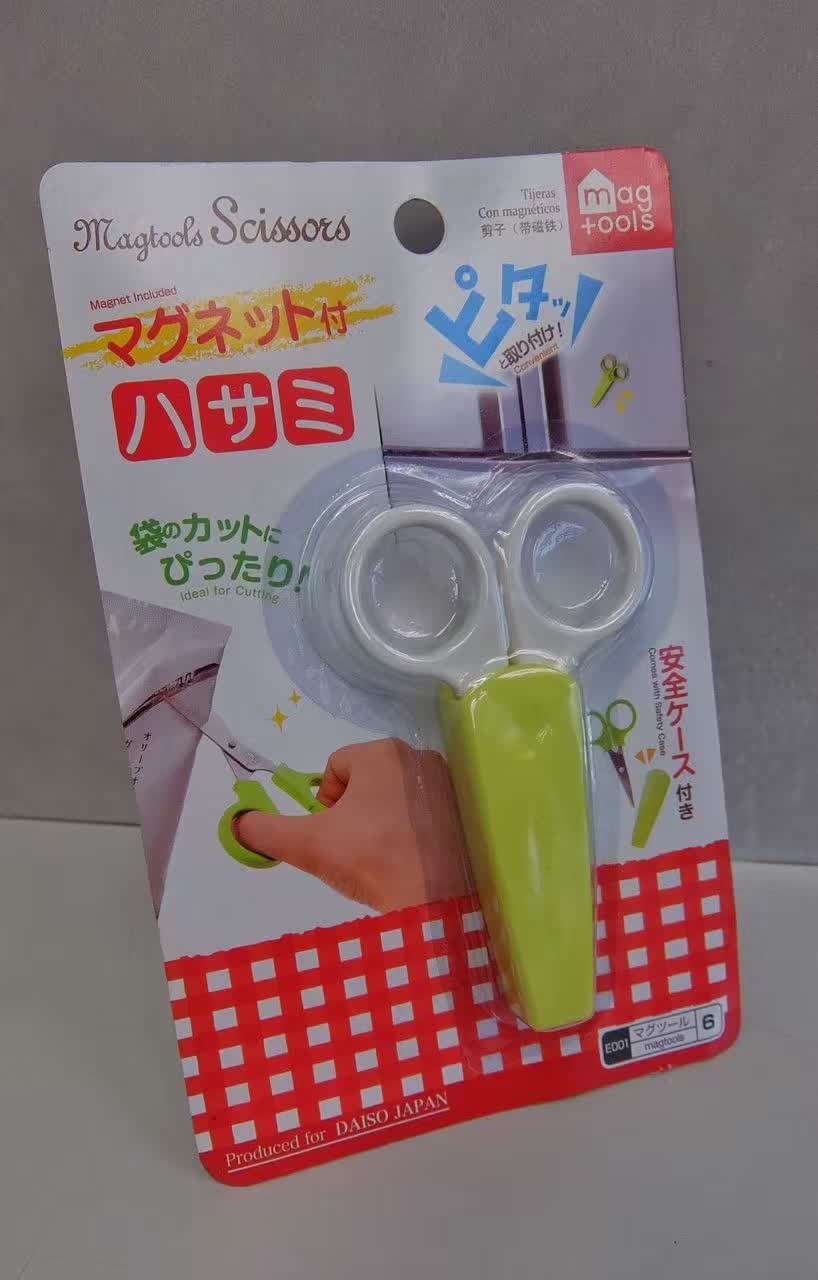 Magtools Scissors
Tijeras
Con magnéticos
剪子（带磁铁）
mag
tools
Magnet Included
マグネット付
ハサミ
ピタッ
と取り付け！
Convenient
袋のカットに
ぴったり！
Ideal for Cutting
安全ケース付き
Comes with Safety Case
E001
マグツール
magtools
6
Produced for DAISO JAPAN